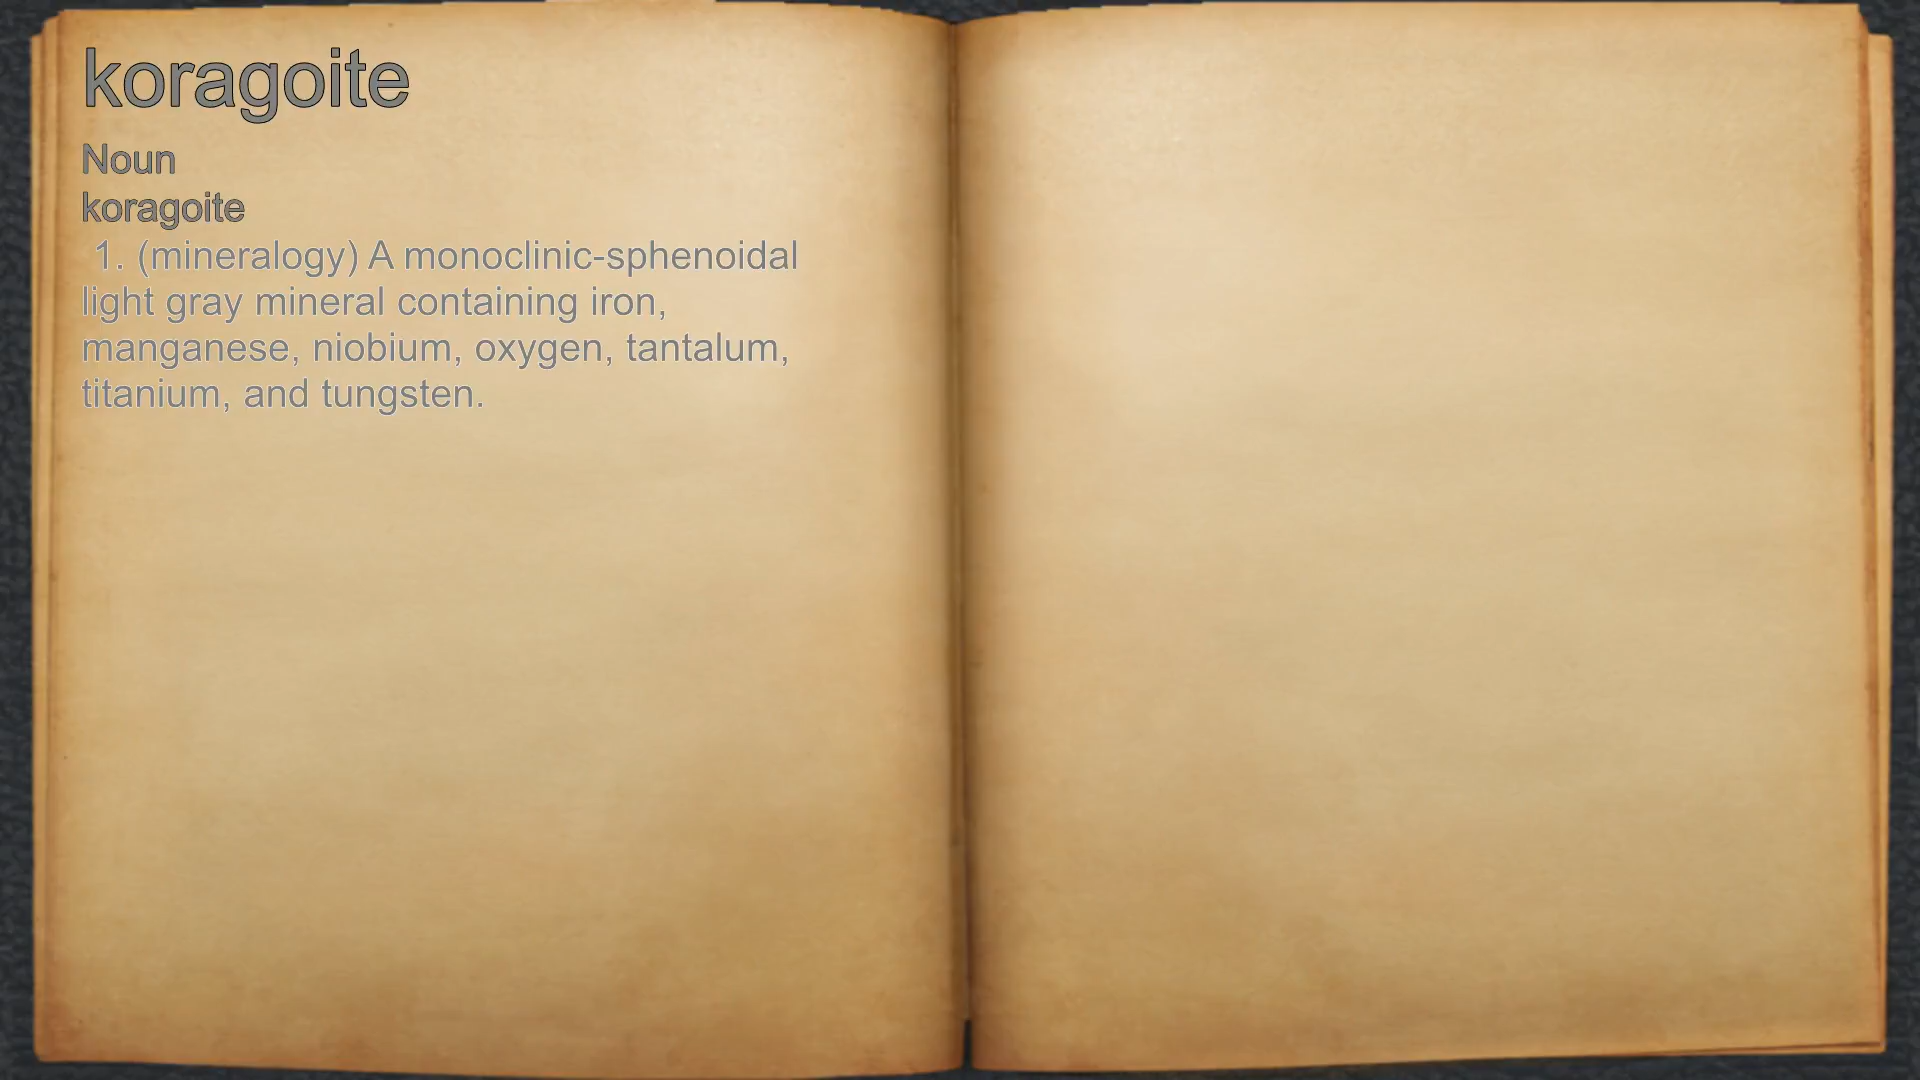 koragoite
Noun
koragoite
1. (mineralogy) A monoclinic-sphenoidal
light gray mineral containing iron,
manganese, niobium, oxygen, tantalum,
titanium, and tungsten.